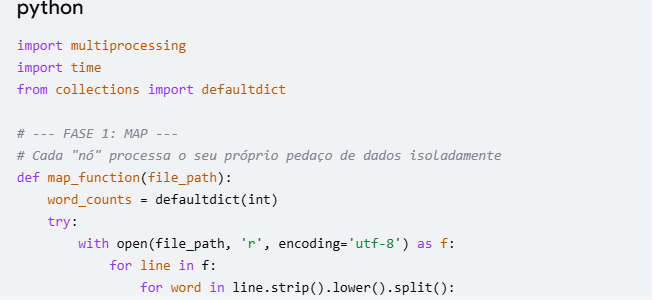 python
import multiprocessing
import time
from collections import defaultdict
# --- FASE 1: MAP ---
# Cada "nó" processa o seu próprio pedaço de dados isoladamente
def map_function(file_path):
    word_counts = defaultdict(int)
    try:
        with open(file_path, 'r', encoding='utf-8') as f:
            for line in f:
                for word in line.strip().lower().split():